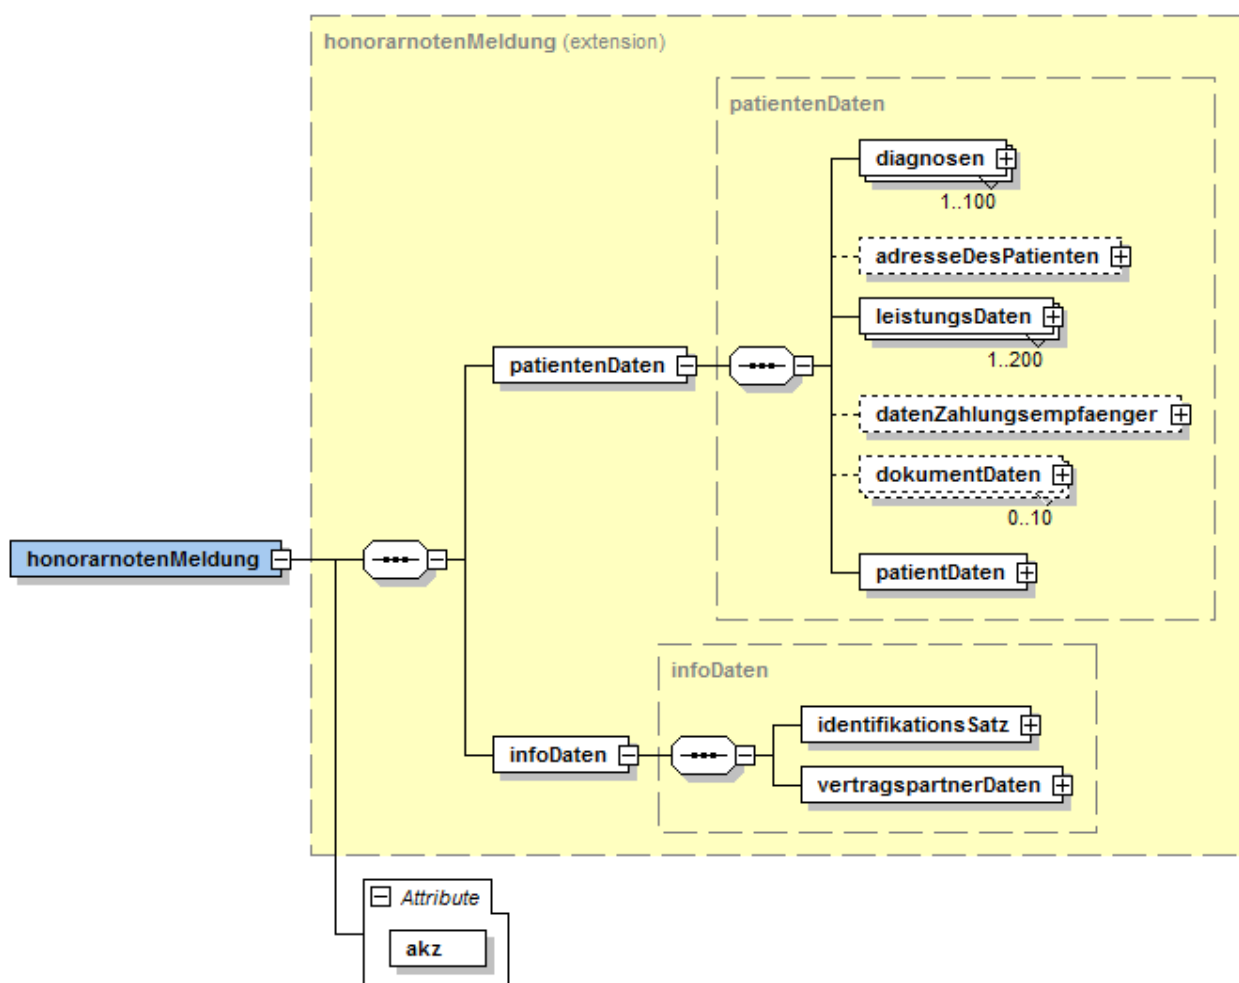 honorarnotenMeldung (extension)
patientenDaten
diagnosen
1..100
adresseDesPatienten
leistungsDaten
1..200
patientenDaten
datenZahlungsempfaenger
dokumentDaten
0..10
honorarnotenMeldung
patientDaten
infoDaten
identifikationsSatz
infoDaten
vertragspartnerDaten
Attribute
akz